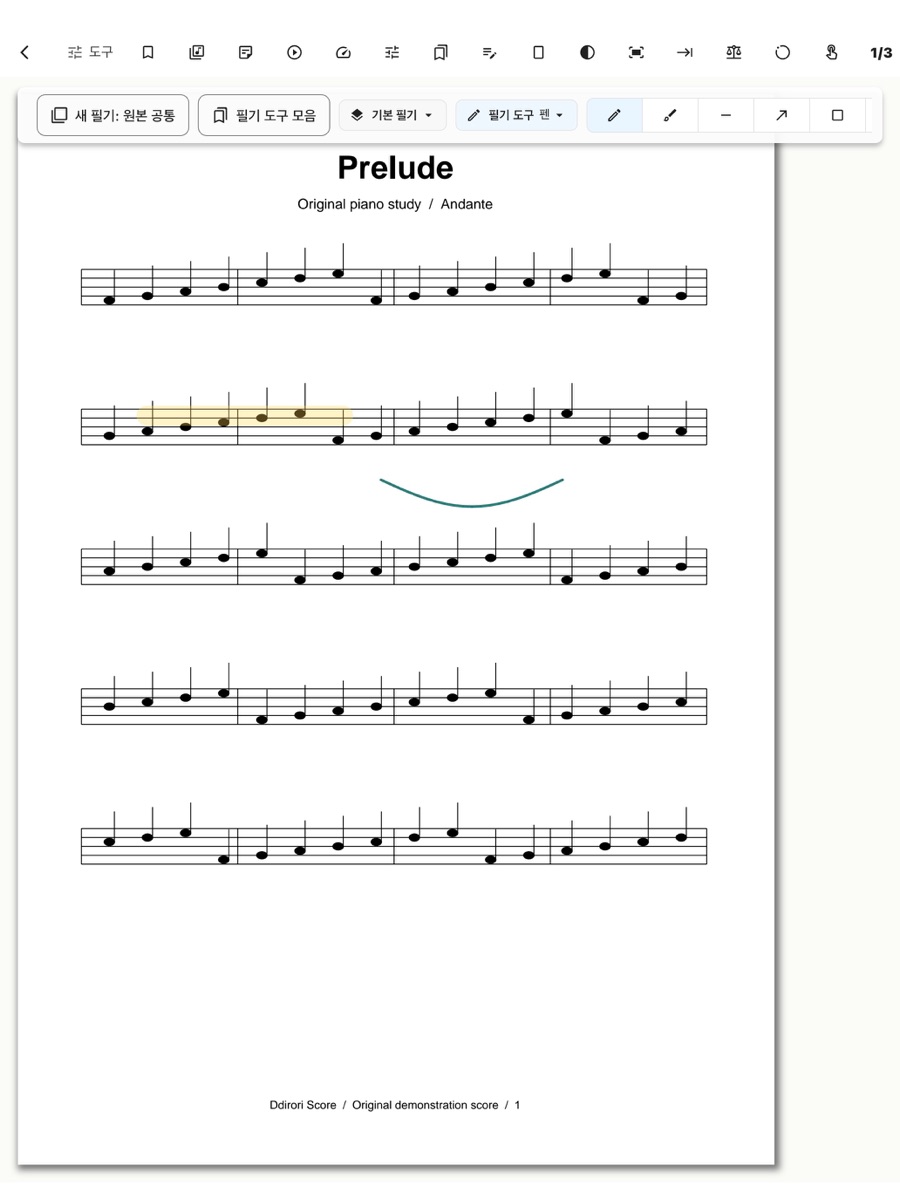 도구 1/3
새 필기: 원본 공통 필기 도구 모음 기본 필기 필기 도구 펜
Prelude
Original piano study / Andante
Ddirori Score / Original demonstration score / 1